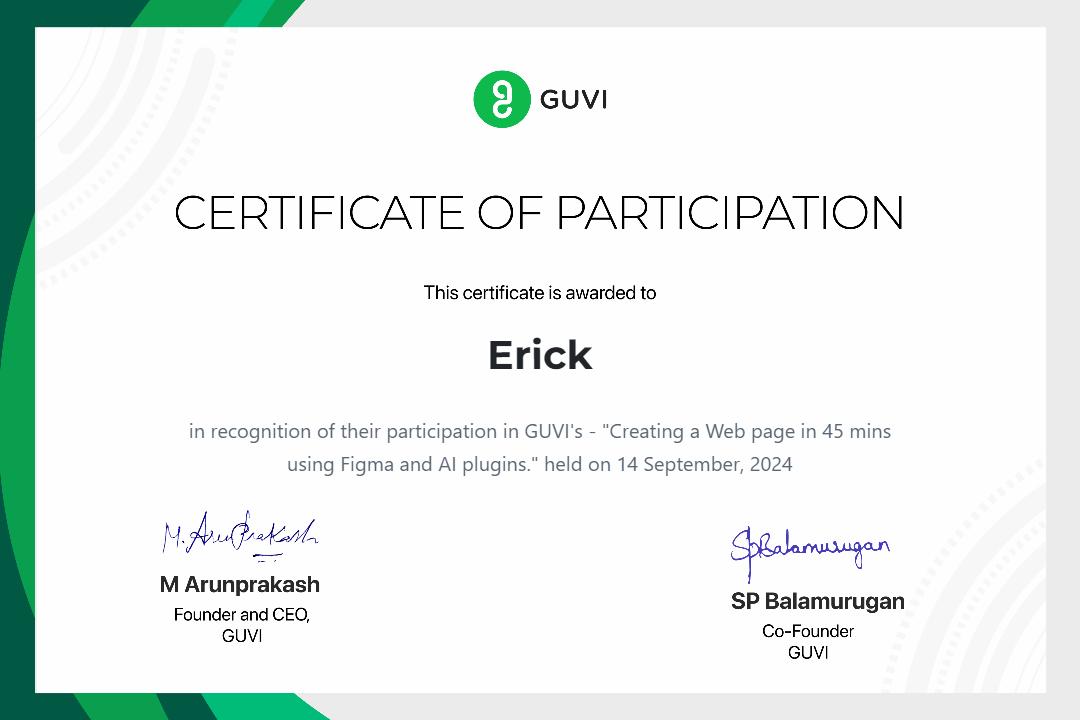 GUVI
CERTIFICATE OF PARTICIPATION
This certificate is awarded to
Erick
in recognition of their participation in GUVI's - "Creating a Web page in 45 mins
using Figma and AI plugins." held on 14 September, 2024
M. ArunPrakash
M Arunprakash
Founder and CEO,
GUVI
SpBalamurugan
SP Balamurugan
Co-Founder
GUVI